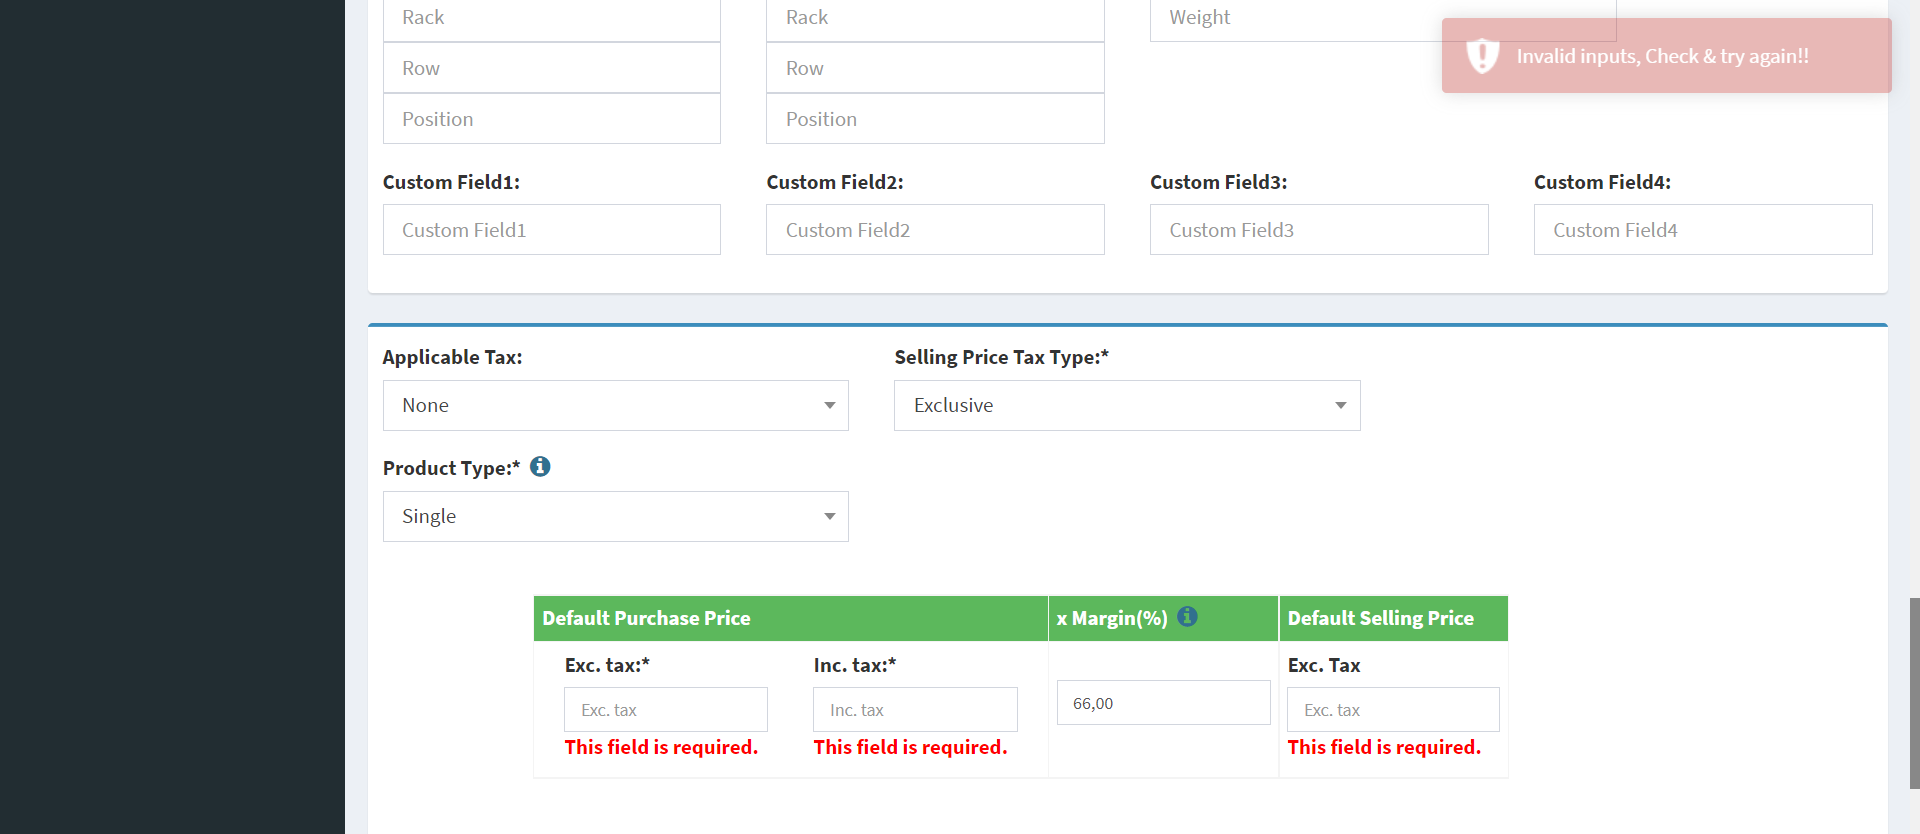 Rack
Rack
Weight
Invalid inputs, Check & try again!!
Row
Row
Position
Position
Custom Field1:
Custom Field2:
Custom Field3:
Custom Field4:
Custom Field1
Custom Field2
Custom Field3
Custom Field4
Applicable Tax:
Selling Price Tax Type:*
None
Exclusive
Product Type:*
Single
Default Purchase Price
x Margin(%)
Default Selling Price
Exc. tax:*
Inc. tax:*
Exc. Tax
Exc. tax
Inc. tax
66,00
Exc. tax
This field is required.
This field is required.
This field is required.